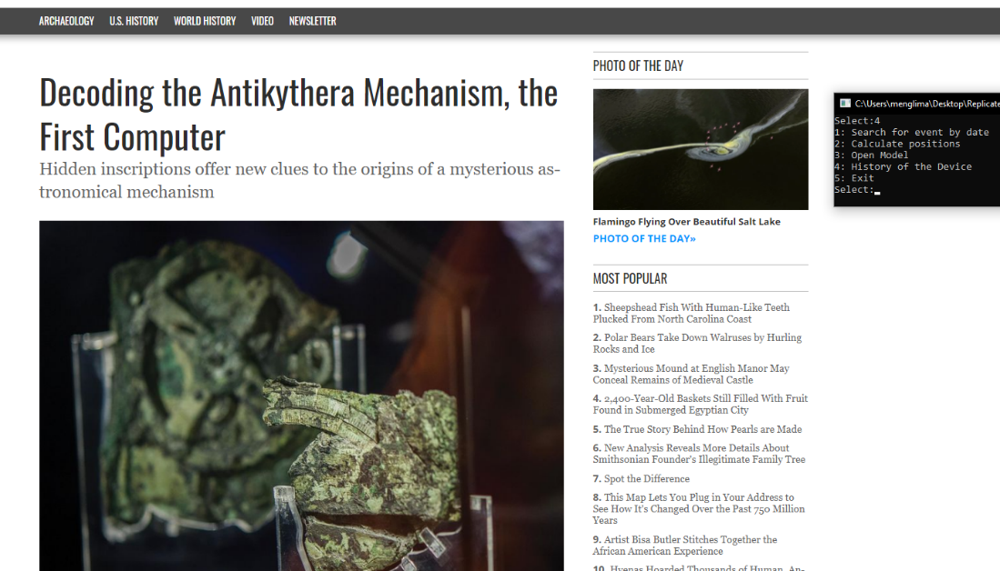 ARCHAEOLOGY U.S. HISTORY WORLD HISTORY VIDEO NEWSLETTER
Decoding the Antikythera Mechanism, the
First Computer
Hidden inscriptions offer new clues to the origins of a mysterious as-
tronomical mechanism
PHOTO OF THE DAY
Flamingo Flying Over Beautiful Salt Lake
PHOTO OF THE DAY»
MOST POPULAR
1. Sheepshead Fish With Human-Like Teeth
Plucked From North Carolina Coast
2. Polar Bears Take Down Walruses by Hurling
Rocks and Ice
3. Mysterious Mound at English Manor May
Conceal Remains of Medieval Castle
4. 2,400-Year-Old Baskets Still Filled With Fruit
Found in Submerged Egyptian City
5. The True Story Behind How Pearls are Made
6. New Analysis Reveals More Details About
Smithsonian Founder's Illegitimate Family Tree
7. Spot the Difference
8. This Map Lets You Plug in Your Address to
See How It's Changed Over the Past 750 Million
Years
9. Artist Bisa Butler Stitches Together the
African American Experience
10. Hyenas Hoarded Thousands of Human, An-
C:\Users\menglima\Desktop\Replicate
Select:4
1: Search for event by date
2: Calculate positions
3: Open Model
4: History of the Device
5: Exit
Select: